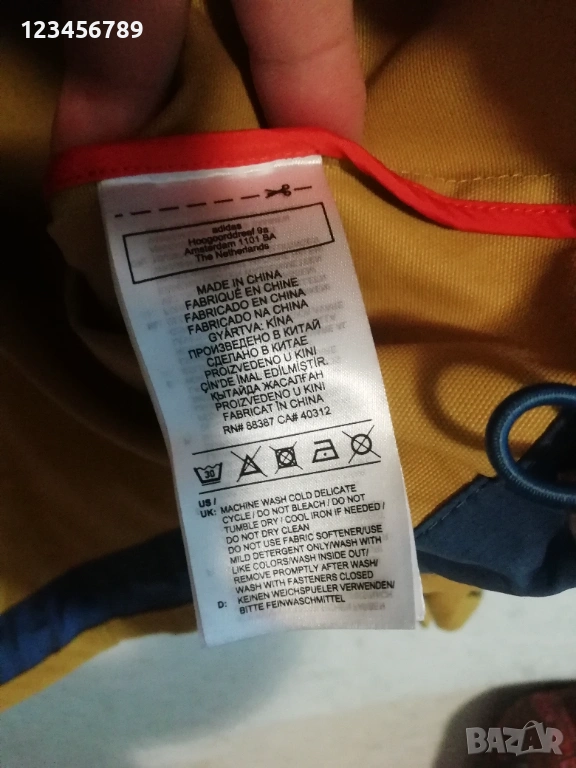 123456789
adidas
Hoogoorddreef 9a
Amsterdam 1101 BA
The Netherlands
MADE IN CHINA
FABRIQUÉ EN CHINE
FABRICADO EN CHINA
FABRICADO NA CHINA
GYÁRTVA: KÍNA
ПРОИЗВЕДЕНО В КИТАЙ
СДЕЛАНО В КИТАЕ
PROIZVEDENO U KINI
ÇİN'DE İMAL EDİLMİŞTİR.
ҚЫТАЙДА ЖАСАЛҒАН
PROIZVEDENO U KINI
FABRICAT ÎN CHINA
RN# 88387 CA# 40312
30
US /
UK: MACHINE WASH COLD DELICATE
CYCLE / DO NOT BLEACH / DO NOT
TUMBLE DRY / COOL IRON IF NEEDED /
DO NOT DRY CLEAN
DO NOT USE FABRIC SOFTENER/USE
MILD DETERGENT ONLY/WASH WITH
LIKE COLORS/WASH INSIDE OUT/
REMOVE PROMPTLY AFTER WASH/
WASH WITH FASTENERS CLOSED
D: KEINEN WEICHSPUELER VERWENDEN/
BITTE FEINWASCHMITTEL
BAZAR